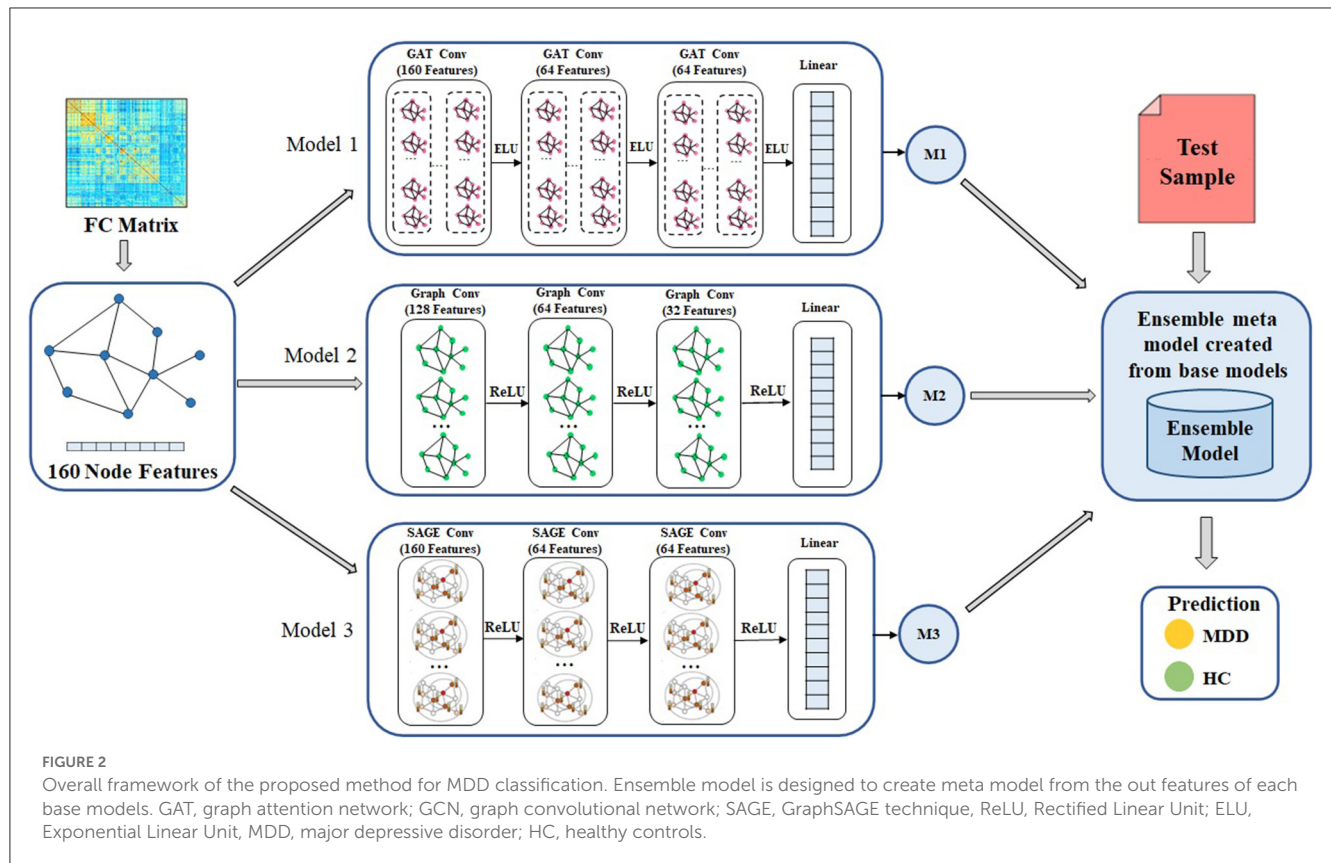 FC Matrix
160 Node Features
Model 1
GAT Conv
(160 Features)
ELU
GAT Conv
(64 Features)
ELU
GAT Conv
(64 Features)
ELU
Linear
M1
Model 2
Graph Conv
(128 Features)
ReLU
Graph Conv
(64 Features)
ReLU
Graph Conv
(32 Features)
ReLU
Linear
M2
Model 3
SAGE Conv
(160 Features)
ReLU
SAGE Conv
(64 Features)
ReLU
SAGE Conv
(64 Features)
ReLU
Linear
M3
Test
Sample
Ensemble meta
model created
from base models
Ensemble
Model
Prediction
MDD
HC
FIGURE 2
Overall framework of the proposed method for MDD classification. Ensemble model is designed to create meta model from the out features of each
base models. GAT, graph attention network; GCN, graph convolutional network; SAGE, GraphSAGE technique, ReLU, Rectified Linear Unit; ELU,
Exponential Linear Unit, MDD, major depressive disorder; HC, healthy controls.